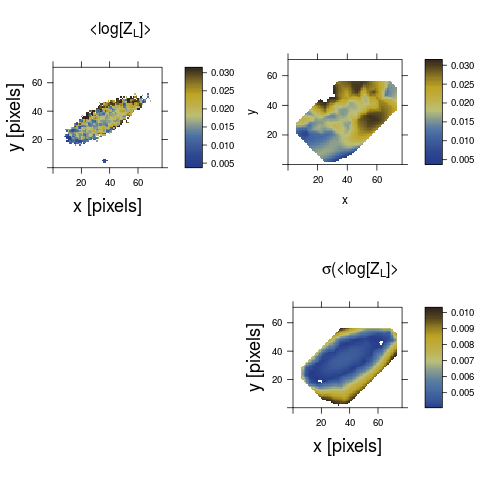 <log[Z_L]>
60
40
20
20 40 60
x [pixels]
y [pixels]
0.030
0.025
0.020
0.015
0.010
0.005
60
40
20
20 40 60
x
y
0.030
0.025
0.020
0.015
0.010
0.005
σ(<log[Z_L]>
60
40
20
20 40 60
x [pixels]
y [pixels]
0.010
0.009
0.008
0.007
0.006
0.005